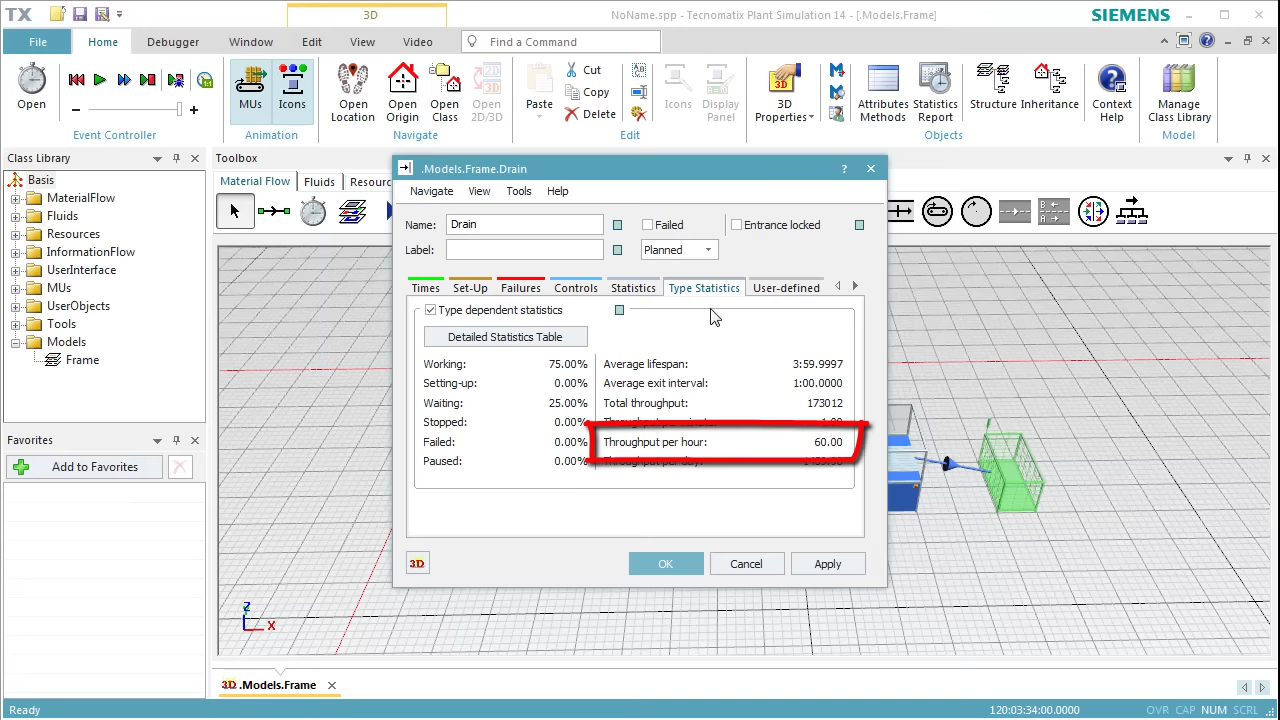 TX
3D
NoName.spp - Tecnomatix Plant Simulation 14 - [.Models.Frame]
SIEMENS
File
Home
Debugger
Window
Edit
View
Video
Find a Command
Open
MUs
Icons
Open Location
Open Origin
Open Class
Open 2D/3D
Paste
Cut
Copy
Delete
Icons
Display Panel
3D Properties
Attributes Methods
Statistics Report
Structure
Inheritance
Context Help
Manage Class Library
Event Controller
Animation
Navigate
Edit
Objects
Model
Class Library
Toolbox
Basis
MaterialFlow
Fluids
Resources
InformationFlow
UserInterface
MUs
UserObjects
Tools
Models
Frame
Favorites
Add to Favorites
Material Flow
Fluids
.Models.Frame.Drain
Navigate
View
Tools
Help
Name:
Drain
Failed
Entrance locked
Label:
Planned
Times
Set-Up
Failures
Controls
Statistics
Type Statistics
User-defined
Type dependent statistics
Detailed Statistics Table
Working: 75.00%
Setting-up: 0.00%
Waiting: 25.00%
Stopped: 0.00%
Failed: 0.00%
Paused: 0.00%
Average lifespan: 3:59.9997
Average exit interval: 1:00.0000
Total throughput: 173012
Throughput per hour: 60.00
Throughput per day:
3D
OK
Cancel
Apply
Z
X
3D .Models.Frame
Ready
120:03:34:00.0000
OVR CAP NUM SCRL